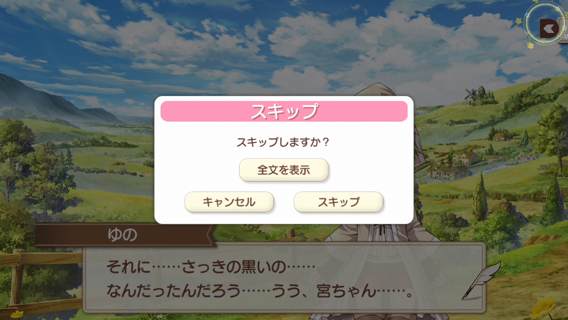 スキップ
スキップしますか？
全文を表示
キャンセル
スキップ
ゆの
それに……さっきの黒いの……
なんだったんだろう……うう、宮ちゃん……。